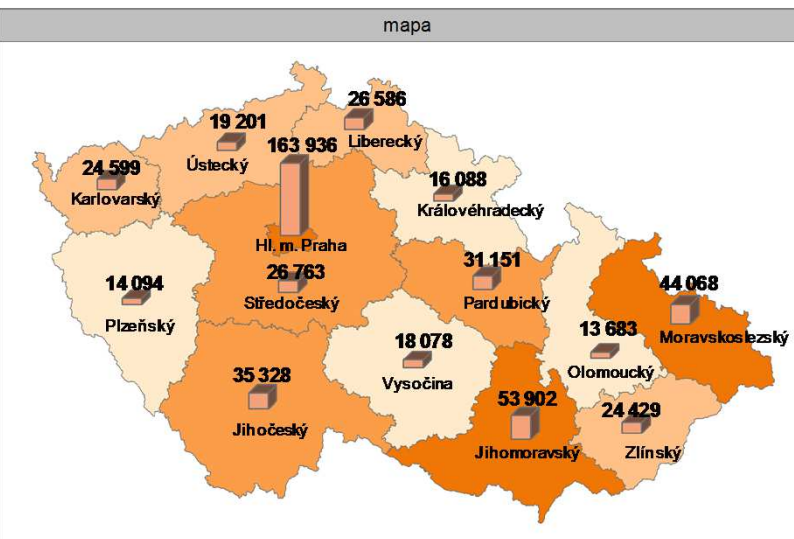 mapa
26 586
Liberecký
19 201
Ústecký
163 936
Hl. m. Praha
24 599
Karlovarský
16 088
Královéhradecký
14 094
Plzeňský
26 763
Středočeský
31 151
Pardubický
44 068
Moravskoslezský
13 683
Olomoucký
18 078
Vysočina
35 328
Jihočeský
53 902
Jihomoravský
24 429
Zlínský